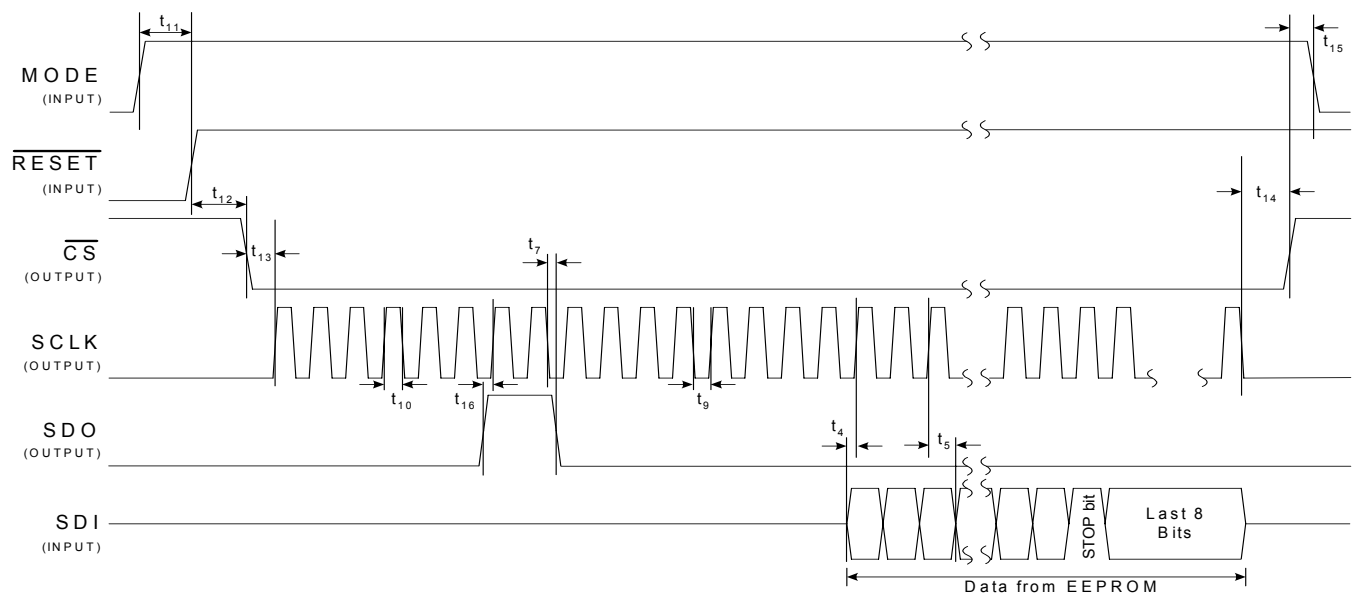 t11
t15
MODE
(INPUT)
RESET
(INPUT)
t12
t14
CS
(OUTPUT)
t13
t7
SCLK
(OUTPUT)
t10
t16
t9
SDO
(OUTPUT)
t4
t5
SDI
(INPUT)
STOP bit
Last 8
Bits
Data from EEPROM